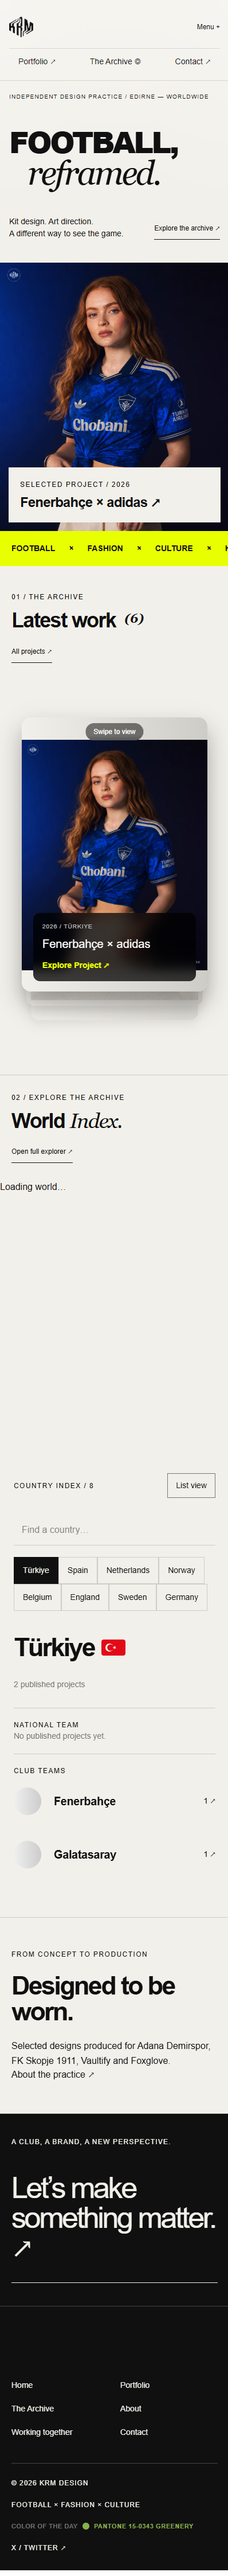 KRM
Menu +
Portfolio ↗
The Archive
Contact ↗
INDEPENDENT DESIGN PRACTICE / EDIRNE — WORLDWIDE
FOOTBALL,
reframed.
Kit design. Art direction.
A different way to see the game.
Explore the archive ↗
Chobani
TURKISH
AIRLINES
SELECTED PROJECT / 2026
Fenerbahçe × adidas ↗
FOOTBALL × FASHION × CULTURE ×
01 / THE ARCHIVE
Latest work (6)
All projects ↗
Swipe to view
Chobani
2026 / TÜRKIYE
Fenerbahçe × adidas
Explore Project ↗
02 / EXPLORE THE ARCHIVE
World Index.
Open full explorer ↗
Loading world...
COUNTRY INDEX / 8
List view
Find a country...
Türkiye
Spain
Netherlands
Norway
Belgium
England
Sweden
Germany
Türkiye
2 published projects
NATIONAL TEAM
No published projects yet.
CLUB TEAMS
Fenerbahçe
1 ↗
Galatasaray
1 ↗
FROM CONCEPT TO PRODUCTION
Designed to be
worn.
Selected designs produced for Adana Demirspor,
FK Skopje 1911, Vaultify and Foxglove.
About the practice ↗
A CLUB, A BRAND, A NEW PERSPECTIVE.
Let's make
something matter.
↗
Home
Portfolio
The Archive
About
Working together
Contact
© 2026 KRM DESIGN
FOOTBALL × FASHION × CULTURE
COLOR OF THE DAY PANTONE 15-0343 GREENERY
X / TWITTER ↗